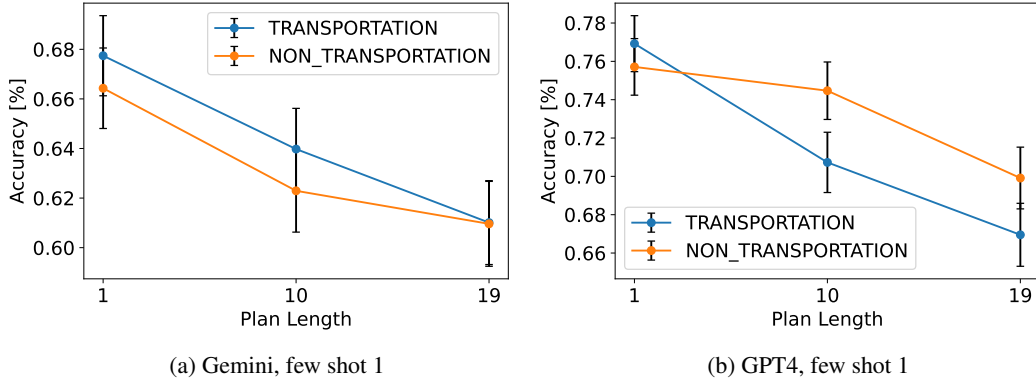 TRANSPORTATION
NON_TRANSPORTATION
0.68
0.66
0.64
0.62
0.60
Accuracy [%]
1
10
19
Plan Length
(a) Gemini, few shot 1
0.78
0.76
0.74
0.72
0.70
0.68
0.66
Accuracy [%]
TRANSPORTATION
NON_TRANSPORTATION
1
10
19
Plan Length
(b) GPT4, few shot 1